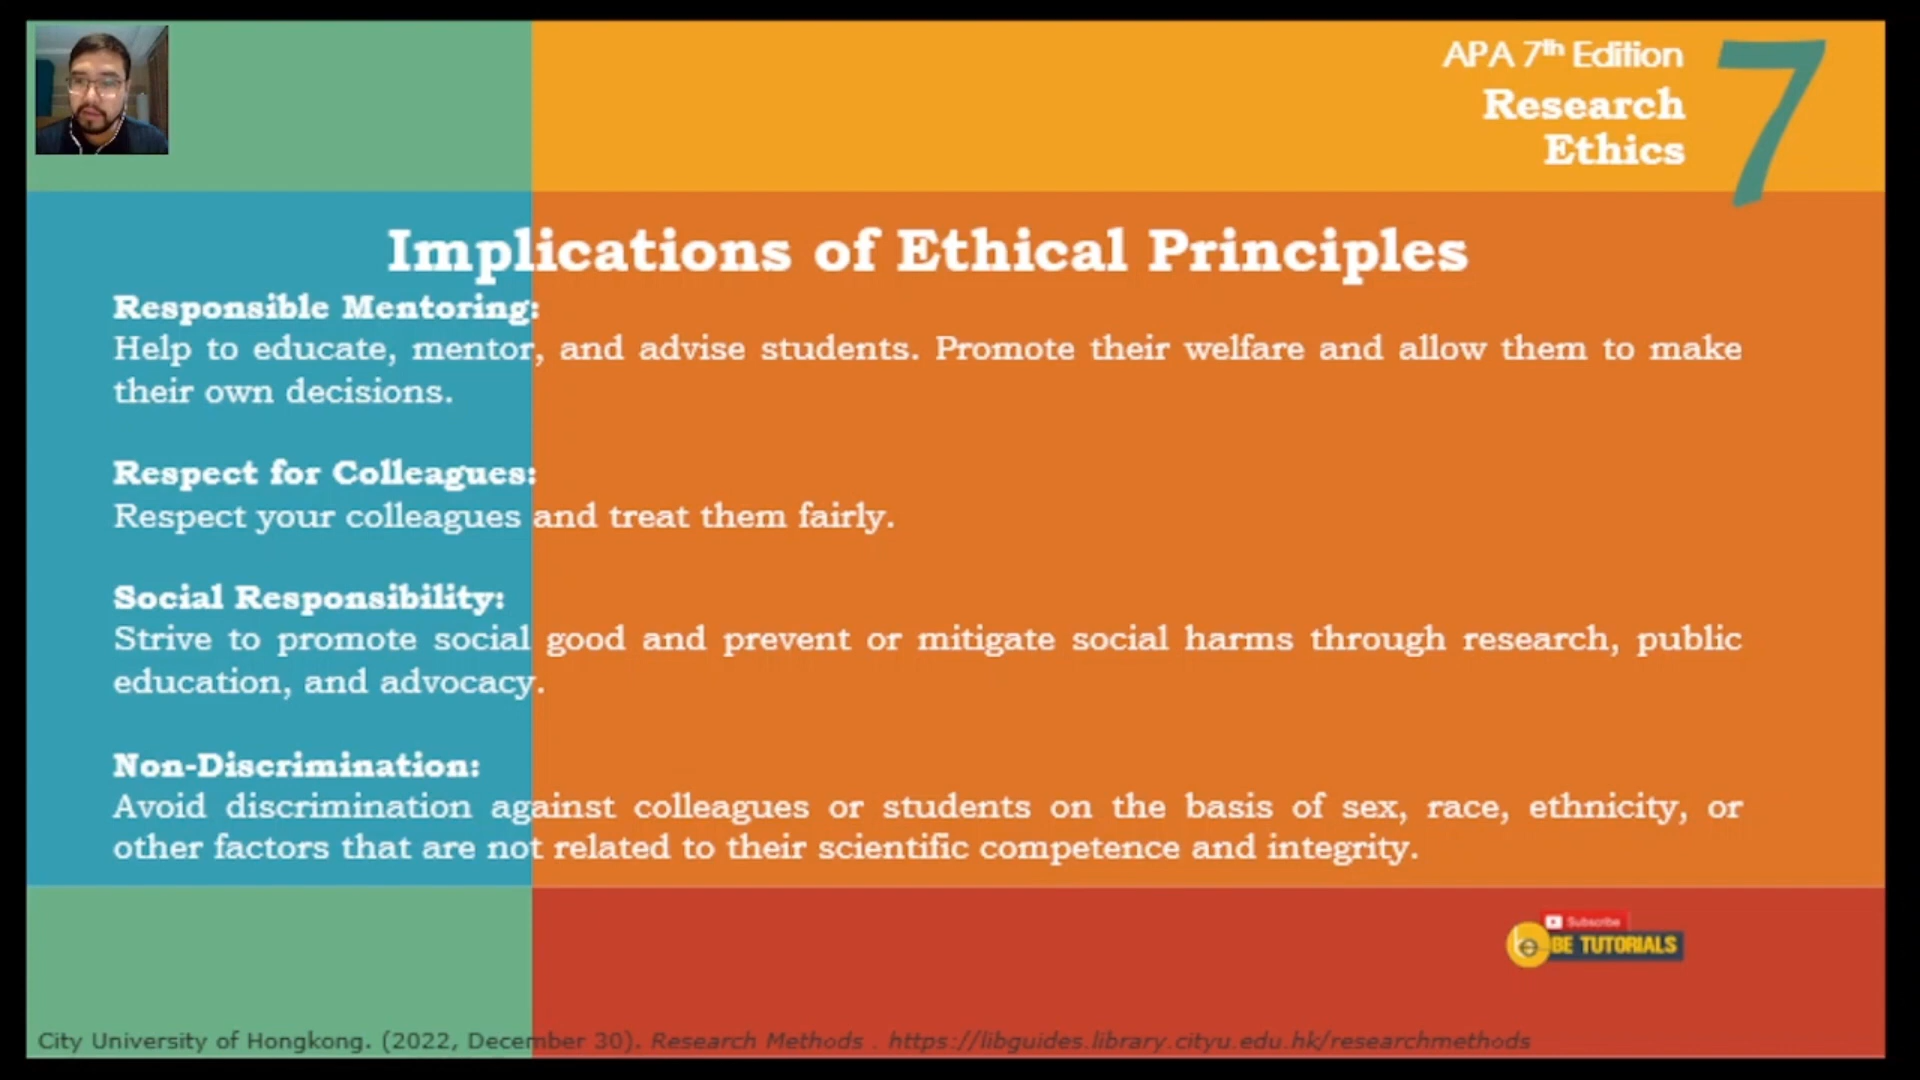 APA 7th Edition
Research
Ethics
7
Implications of Ethical Principles
Responsible Mentoring:
Help to educate, mentor, and advise students. Promote their welfare and allow them to make
their own decisions.
Respect for Colleagues:
Respect your colleagues and treat them fairly.
Social Responsibility:
Strive to promote social good and prevent or mitigate social harms through research, public
education, and advocacy.
Non-Discrimination:
Avoid discrimination against colleagues or students on the basis of sex, race, ethnicity, or
other factors that are not related to their scientific competence and integrity.
Subscribe
BE TUTORIALS
City University of Hongkong. (2022, December 30). Research Methods . https://libguides.library.cityu.edu.hk/researchmethods